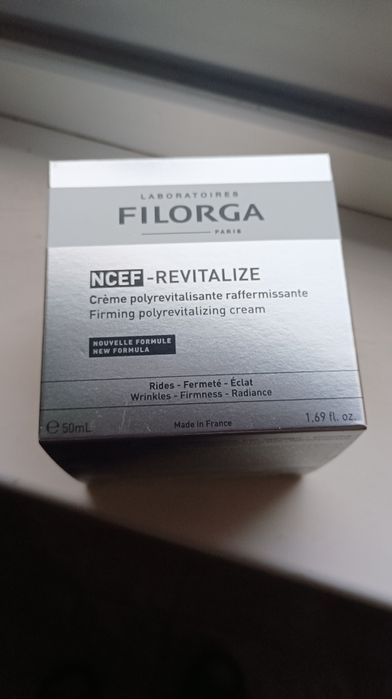 LABORATOIRES
FILORGA
PARIS
NCEF-REVITALIZE
Crème polyrevitalisante raffermissante
Firming polyrevitalizing cream
NOUVELLE FORMULE
NEW FORMULA
Rides - Fermeté - Éclat
Wrinkles - Firmness - Radiance
℮ 50mL Made in France 1.69 fl. oz.